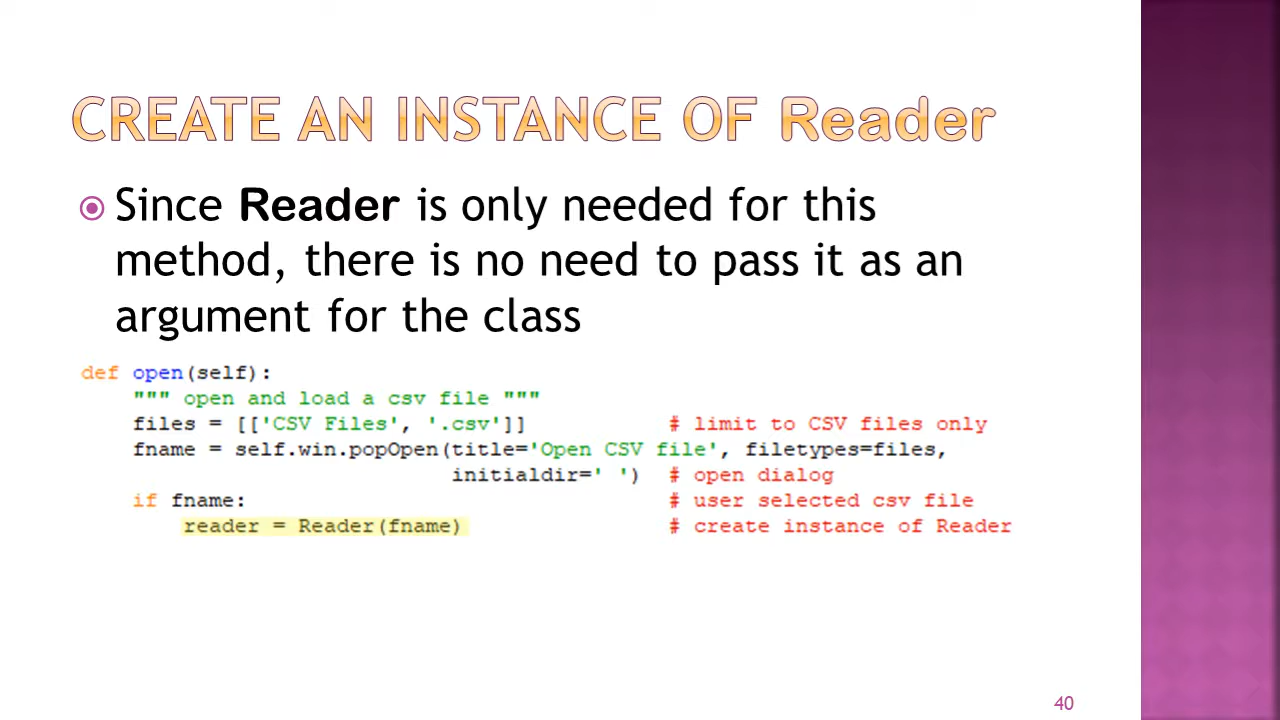 CREATE AN INSTANCE OF Reader
Since Reader is only needed for this
method, there is no need to pass it as an
argument for the class
def open(self):
""" open and load a csv file """
files = [['CSV Files', '.csv']] # limit to CSV files only
fname = self.win.popOpen(title='Open CSV file', filetypes=files,
initialdir=' ') # open dialog
if fname: # user selected csv file
reader = Reader(fname) # create instance of Reader
40